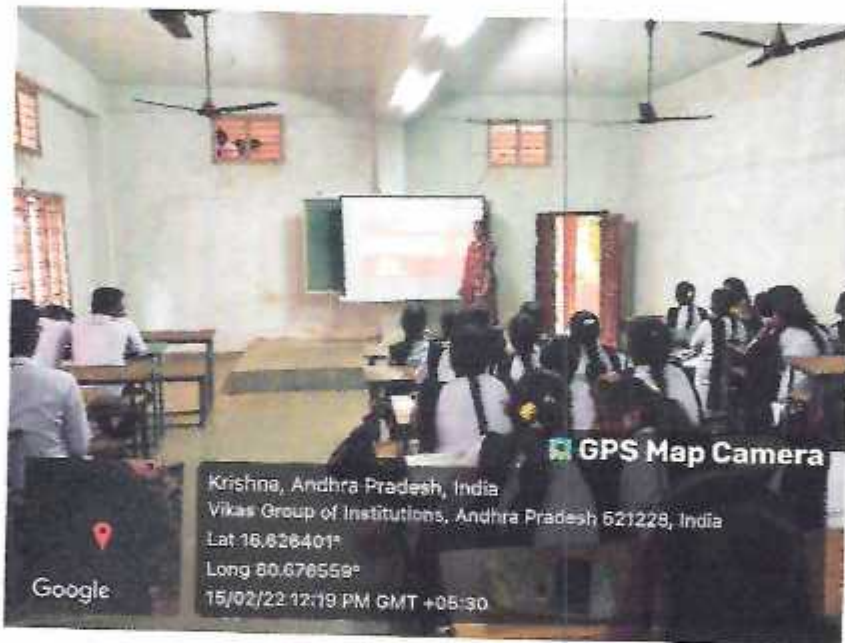 GPS Map Camera
Krishna, Andhra Pradesh, India
Vikas Group of Institutions, Andhra Pradesh 521228, India
Lat 16.626401°
Long 80.676559°
15/02/22 12:19 PM GMT +05:30
Google